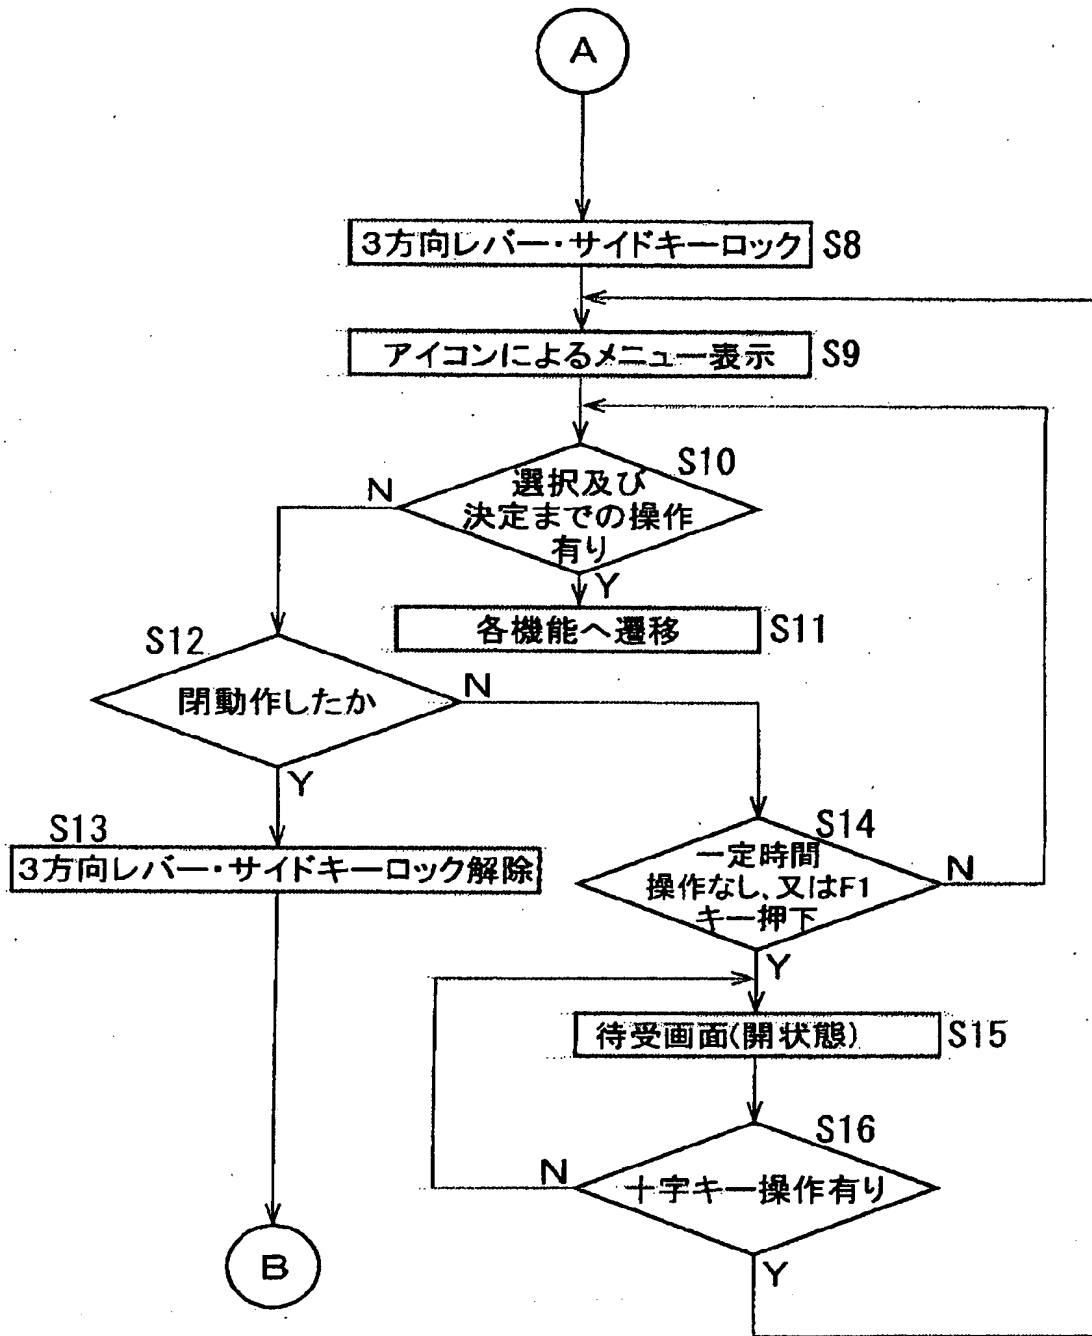 A
3方向レバー・サイドキーロック S8
アイコンによるメニュー表示 S9
S10
選択及び
決定までの操作
有り
N
Y
各機能へ遷移 S11
S12
閉動作したか
N
Y
S13
3方向レバー・サイドキーロック解除
S14
一定時間
操作なし、又はF1
キー押下
N
Y
待受画面(開状態) S15
S16
十字キー操作有り
N
Y
B